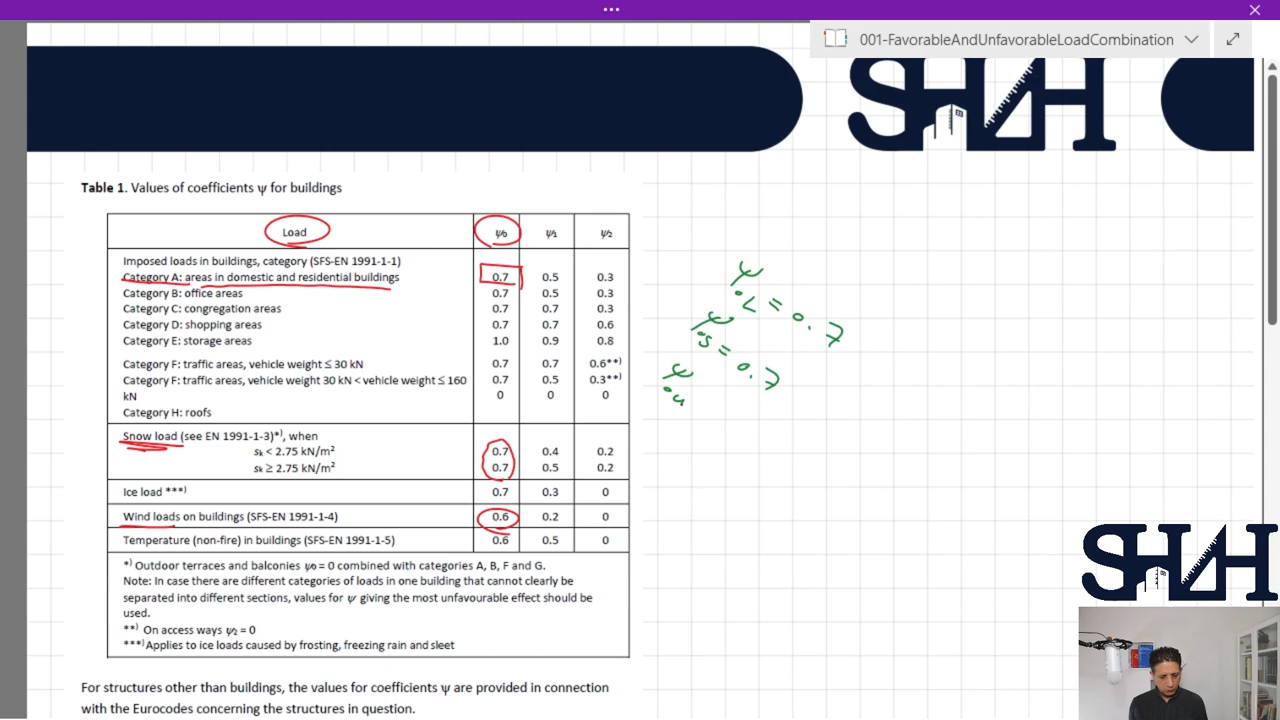 001-FavorableAndUnfavorableLoadCombination
SHZH
Table 1. Values of coefficients ψ for buildings
Load ψ₀ ψ₁ ψ₂
Imposed loads in buildings, category (SFS-EN 1991-1-1)
Category A: areas in domestic and residential buildings 0.7 0.5 0.3
Category B: office areas 0.7 0.5 0.3
Category C: congregation areas 0.7 0.7 0.3
Category D: shopping areas 0.7 0.7 0.6
Category E: storage areas 1.0 0.9 0.8
Category F: traffic areas, vehicle weight ≤ 30 kN 0.7 0.7 0.6**)
Category F: traffic areas, vehicle weight 30 kN < vehicle weight ≤ 160 0.7 0.5 0.3**)
kN 0 0 0
Category H: roofs
Snow load (see EN 1991-1-3)*), when
sₖ < 2.75 kN/m² 0.7 0.4 0.2
sₖ ≥ 2.75 kN/m² 0.7 0.5 0.2
Ice load ***) 0.7 0.3 0
Wind loads on buildings (SFS-EN 1991-1-4) 0.6 0.2 0
Temperature (non-fire) in buildings (SFS-EN 1991-1-5) 0.6 0.5 0
*) Outdoor terraces and balconies ψ₀ = 0 combined with categories A, B, F and G.
Note: In case there are different categories of loads in one building that cannot clearly be
separated into different sections, values for ψ giving the most unfavourable effect should be
used.
**) On access ways ψ₂ = 0
***) Applies to ice loads caused by frosting, freezing rain and sleet
For structures other than buildings, the values for coefficients ψ are provided in connection
with the Eurocodes concerning the structures in question.
ψ₀L = 0.7
ψ₀S = 0.7
ψ₀
SHZH